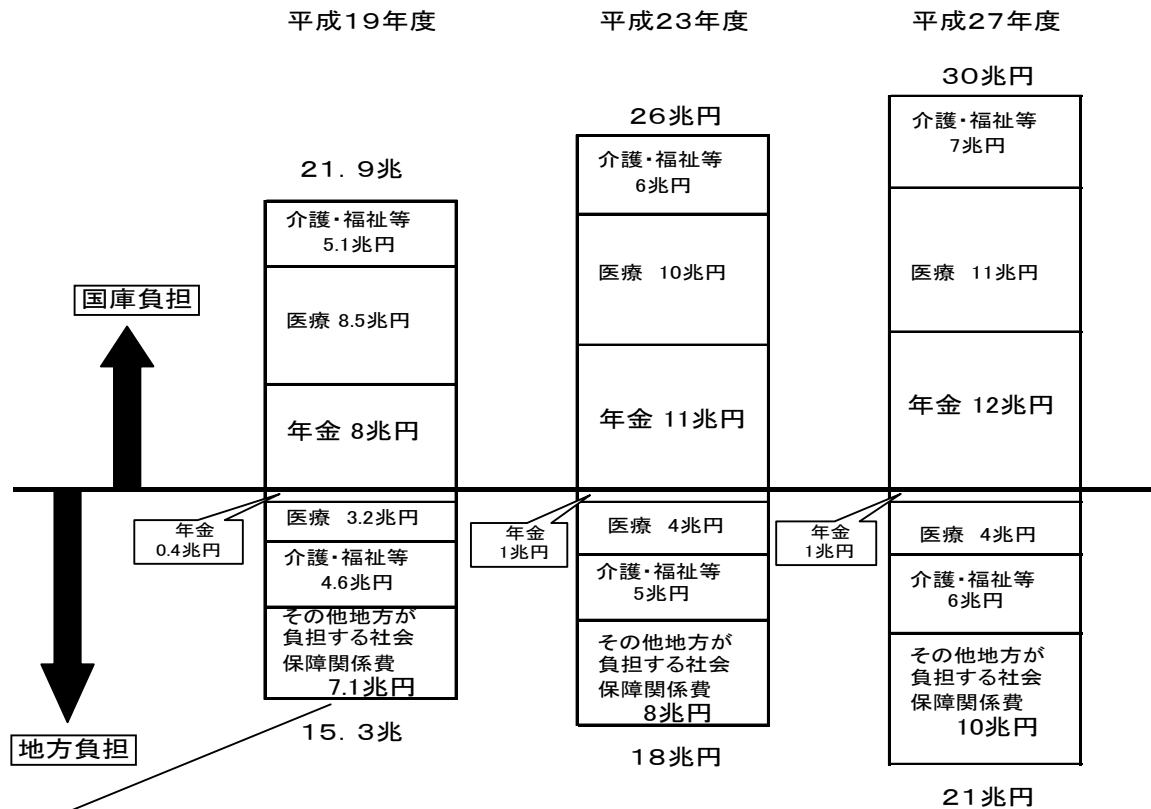 平成19年度
平成23年度
平成27年度
21. 9兆
26兆円
30兆円
国庫負担
介護・福祉等
5.1兆円
医療 8.5兆円
年金 8兆円
介護・福祉等
6兆円
医療 10兆円
年金 11兆円
介護・福祉等
7兆円
医療 11兆円
年金 12兆円
年金
0.4兆円
医療 3.2兆円
介護・福祉等
4.6兆円
その他地方が
負担する社会
保障関係費
7.1兆円
15. 3兆
年金
1兆円
医療 4兆円
介護・福祉等
5兆円
その他地方が
負担する社会
保障関係費
8兆円
18兆円
年金
1兆円
医療 4兆円
介護・福祉等
6兆円
その他地方が
負担する社会
保障関係費
10兆円
21兆円
地方負担